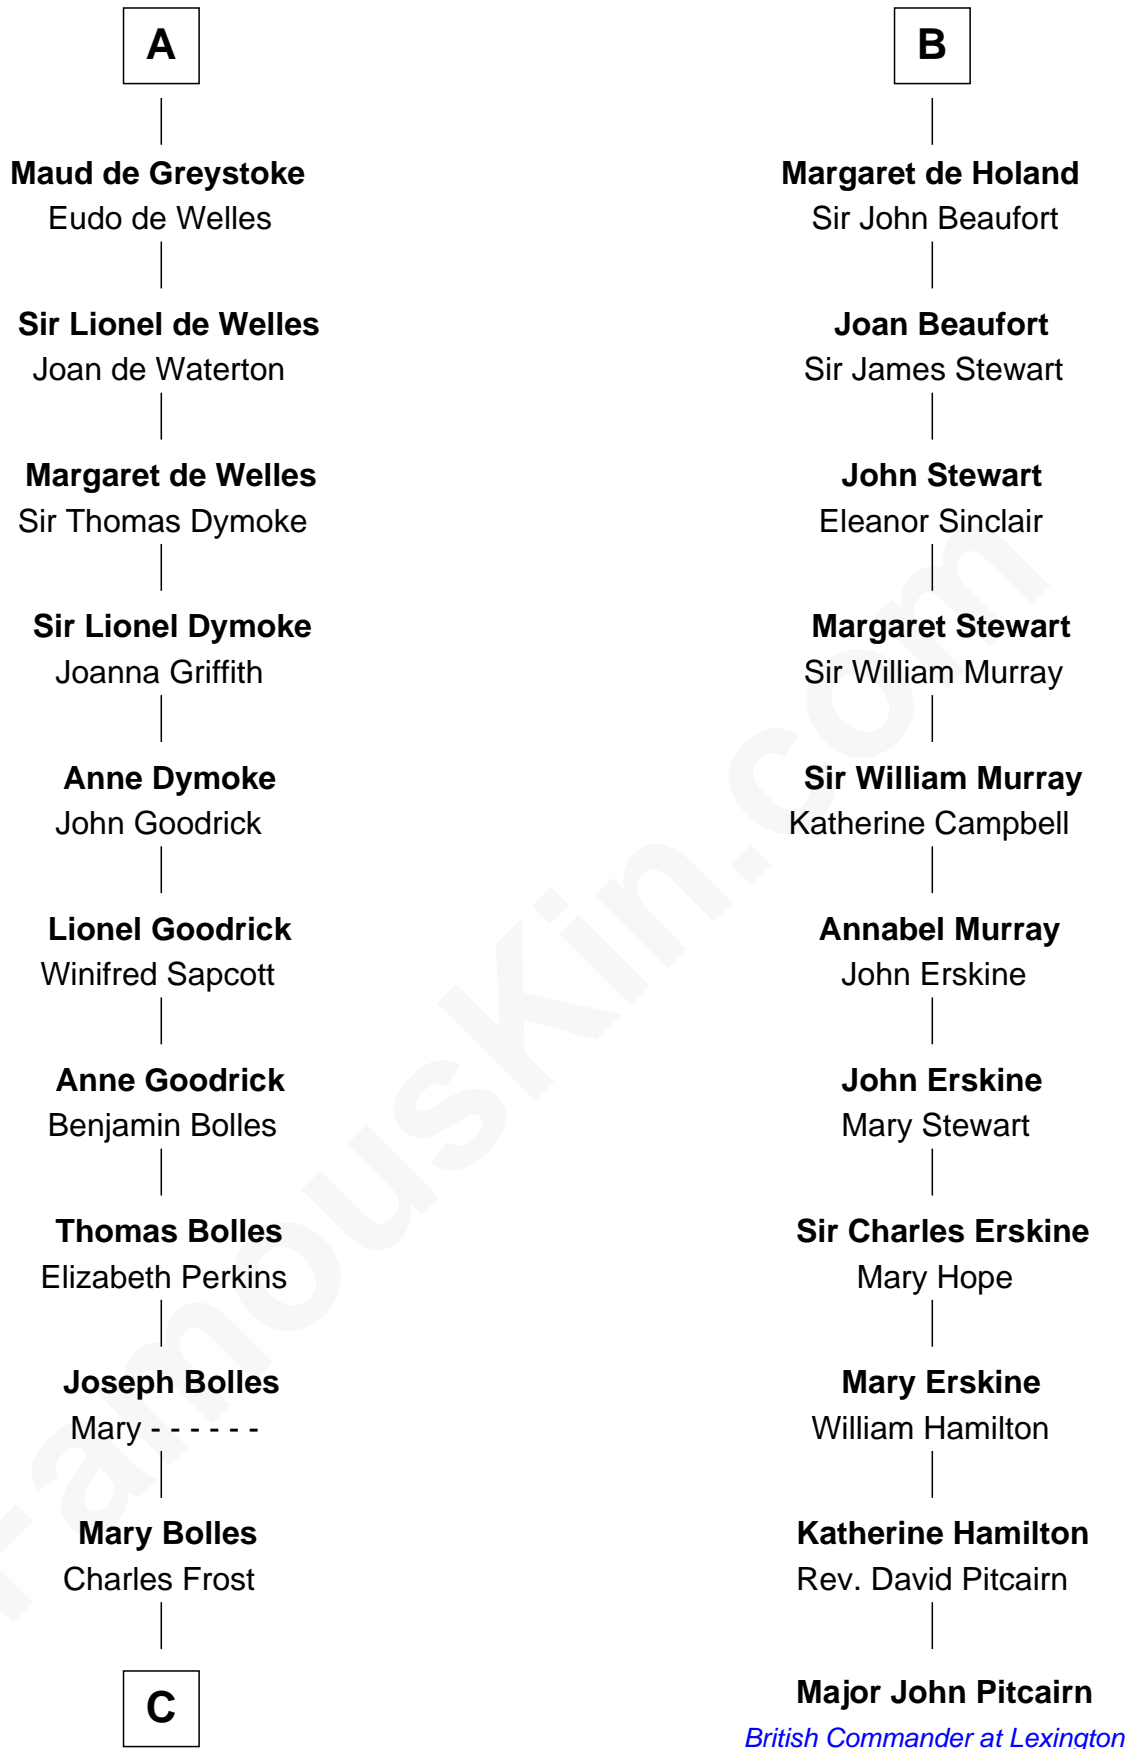 A
Maud de Greystoke
Eudo de Welles
Sir Lionel de Welles
Joan de Waterton
Margaret de Welles
Sir Thomas Dymoke
Sir Lionel Dymoke
Joanna Griffith
Anne Dymoke
John Goodrick
Lionel Goodrick
Winifred Sapcott
Anne Goodrick
Benjamin Bolles
Thomas Bolles
Elizabeth Perkins
Joseph Bolles
Mary - - - - - -
Mary Bolles
Charles Frost
C
B
Margaret de Holand
Sir John Beaufort
Joan Beaufort
Sir James Stewart
John Stewart
Eleanor Sinclair
Margaret Stewart
Sir William Murray
Sir William Murray
Katherine Campbell
Annabel Murray
John Erskine
John Erskine
Mary Stewart
Sir Charles Erskine
Mary Hope
Mary Erskine
William Hamilton
Katherine Hamilton
Rev. David Pitcairn
Major John Pitcairn
British Commander at Lexington
FamousKin.com